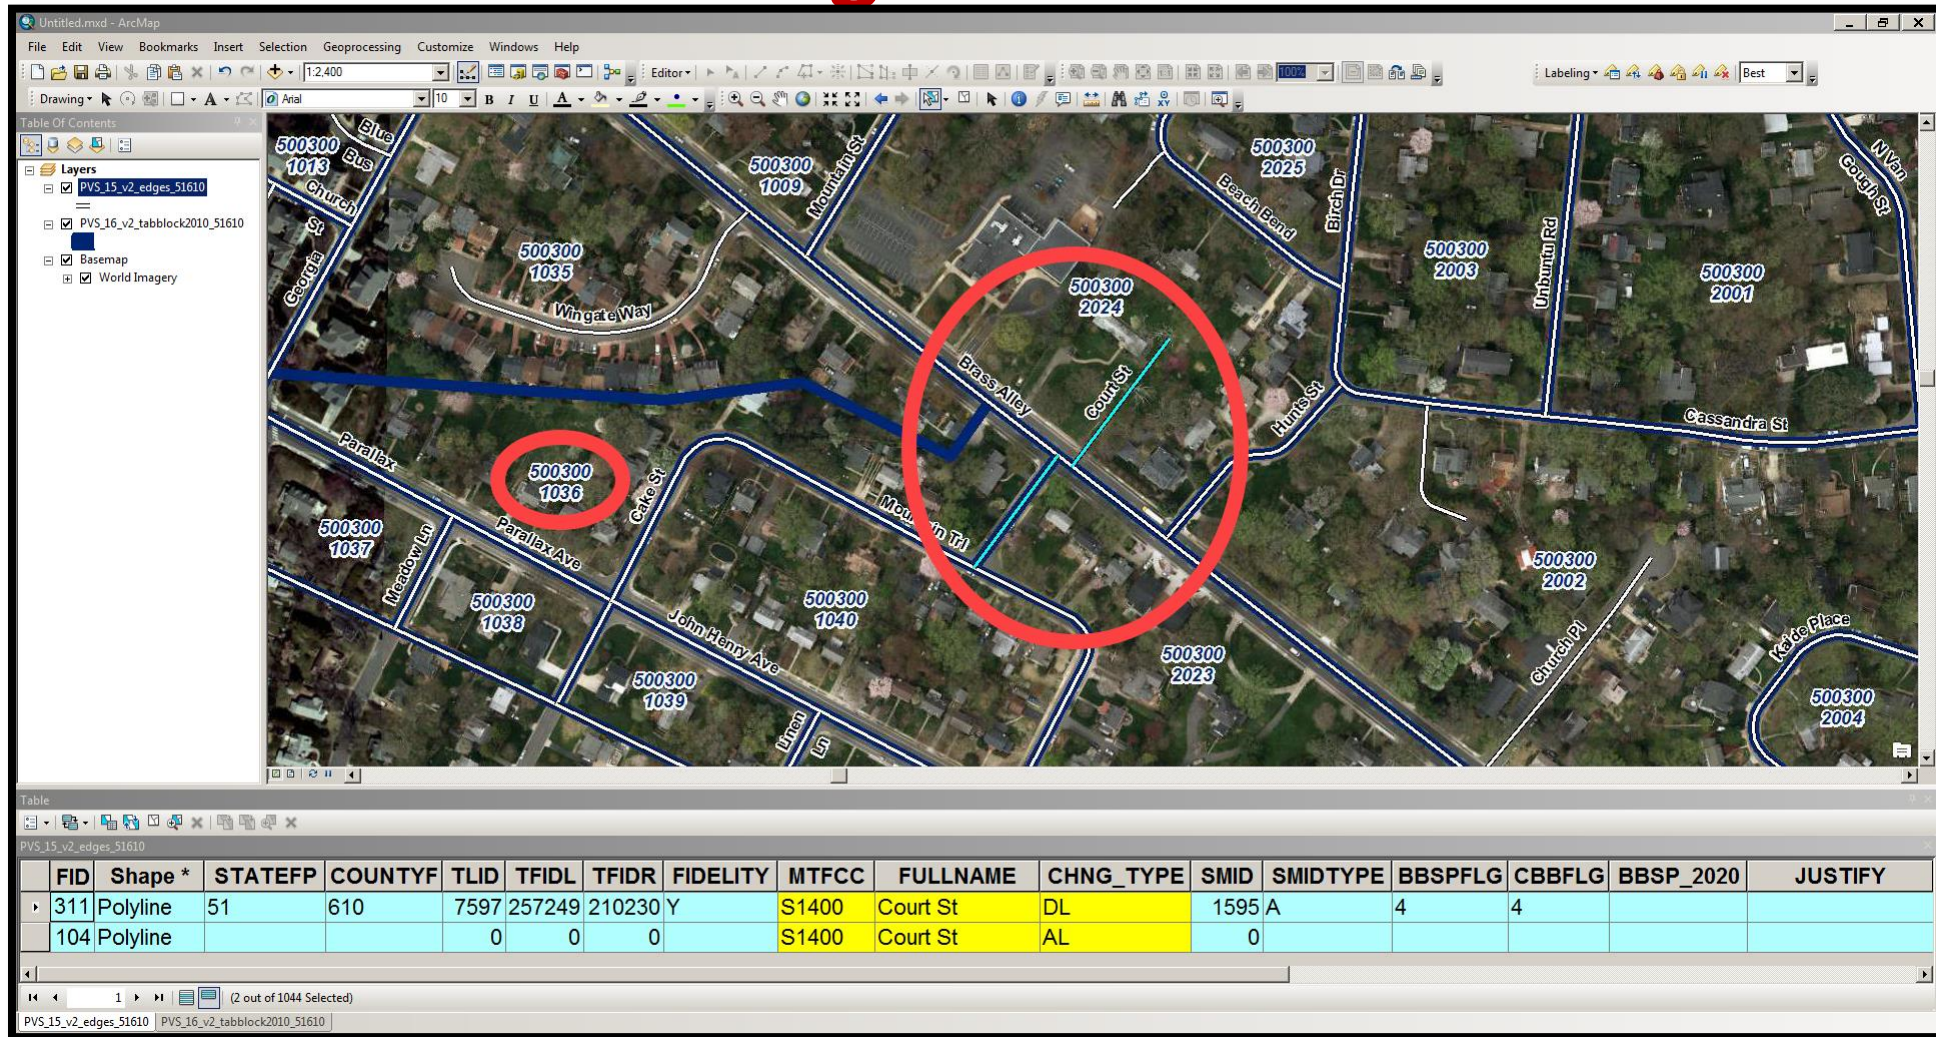 Untitled.mxd - ArcMap
File Edit View Bookmarks Insert Selection Geoprocessing Customize Windows Help
1:2,400 Editor 100% Labeling Best
Drawing Arial 10 B I U A
Table Of Contents
Layers
PVS_15_v2_edges_51610
PVS_16_v2_tabblock2010_51610
Basemap
World Imagery
Blue
Bus
500300
1013
Church
St
Georgia
500300
1009
Mountain St
500300
1035
Wingate Way
500300
2025
Beach Bend
Birch Dr
500300
2003
Unbuntu Rd
500300
2001
N Van
Gough St
500300
2024
Brass Alley
Court St
Hunts St
Cassandra St
Parallax
500300
1036
Cake St
Mountain Trl
500300
1037
Meadow Ln
Parallax Ave
500300
1038
500300
1040
John Henry Ave
500300
1039
Linen
Ln
500300
2023
500300
2002
Church Pl
Kaide Place
500300
2004
Table
PVS_15_v2_edges_51610
FID Shape * STATEFP COUNTYF TLID TFIDL TFIDR FIDELITY MTFCC FULLNAME CHNG_TYPE SMID SMIDTYPE BBSPFLG CBBFLG BBSP_2020 JUSTIFY
311 Polyline 51 610 7597 257249 210230 Y S1400 Court St DL 1595 A 4 4
104 Polyline 0 0 0 S1400 Court St AL 0
1 (2 out of 1044 Selected)
PVS_15_v2_edges_51610 PVS_16_v2_tabblock2010_51610